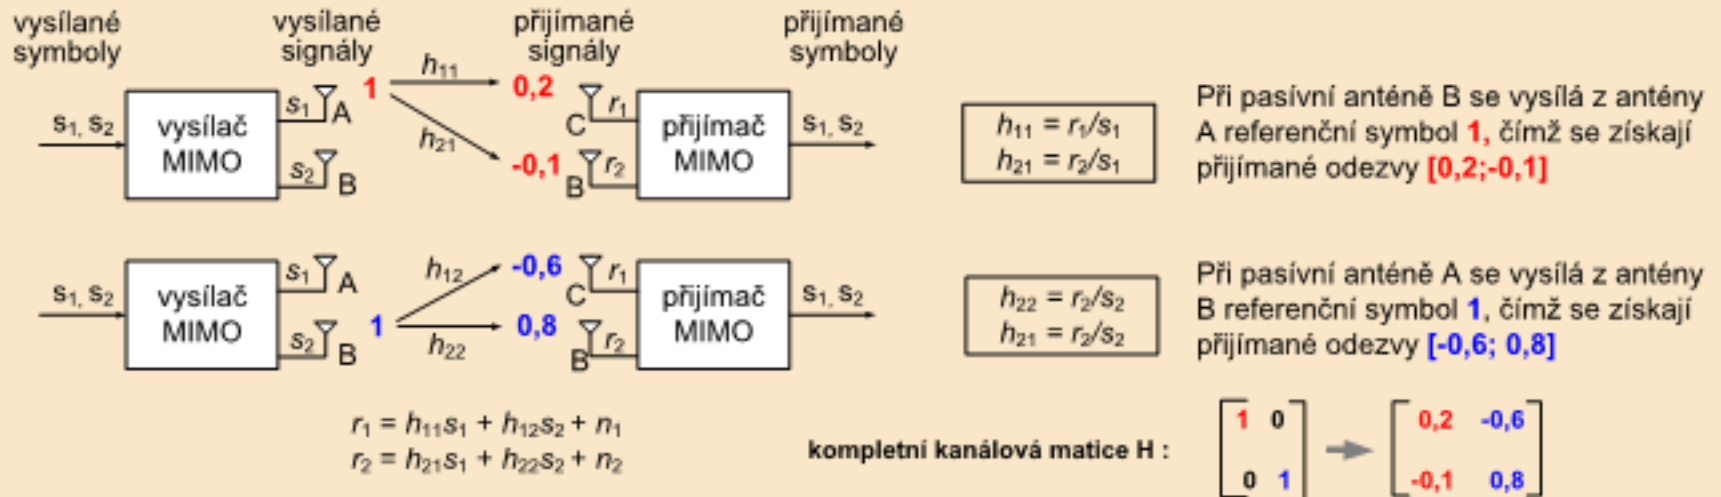 vysílané
symboly
vysílané
signály
přijímané
signály
přijímané
symboly
s1, s2
vysílač
MIMO
s1 A
s2 B
1
h11
h21
0,2
-0,1
C r1
B r2
přijímač
MIMO
s1, s2
h11 = r1/s1
h21 = r2/s1
Při pasívní anténě B se vysílá z antény
A referenční symbol 1, čímž se získají
přijímané odezvy [0,2;-0,1]
s1, s2
vysílač
MIMO
s1 A
s2 B
1
h12
h22
-0,6
0,8
C r1
B r2
přijímač
MIMO
s1, s2
h22 = r2/s2
h21 = r2/s2
Při pasívní anténě A se vysílá z antény
B referenční symbol 1, čímž se získají
přijímané odezvy [-0,6; 0,8]
r1 = h11s1 + h12s2 + n1
r2 = h21s1 + h22s2 + n2
kompletní kanálová matice H :
1 0
0 1
0,2 -0,6
-0,1 0,8